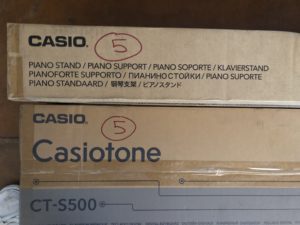 CASIO 5
PIANO STAND / PIANO SUPPORT / PIANO SOPORTE / KLAVIERSTAND
PIANOFORTE SUPPORTO / ПИАНИНО СТОЙКИ / PIANO SUPORTE
PIANO STANDAARD / 钢琴支架 / ピアノスタンド
CASIO 5
Casiotone
CT-S500